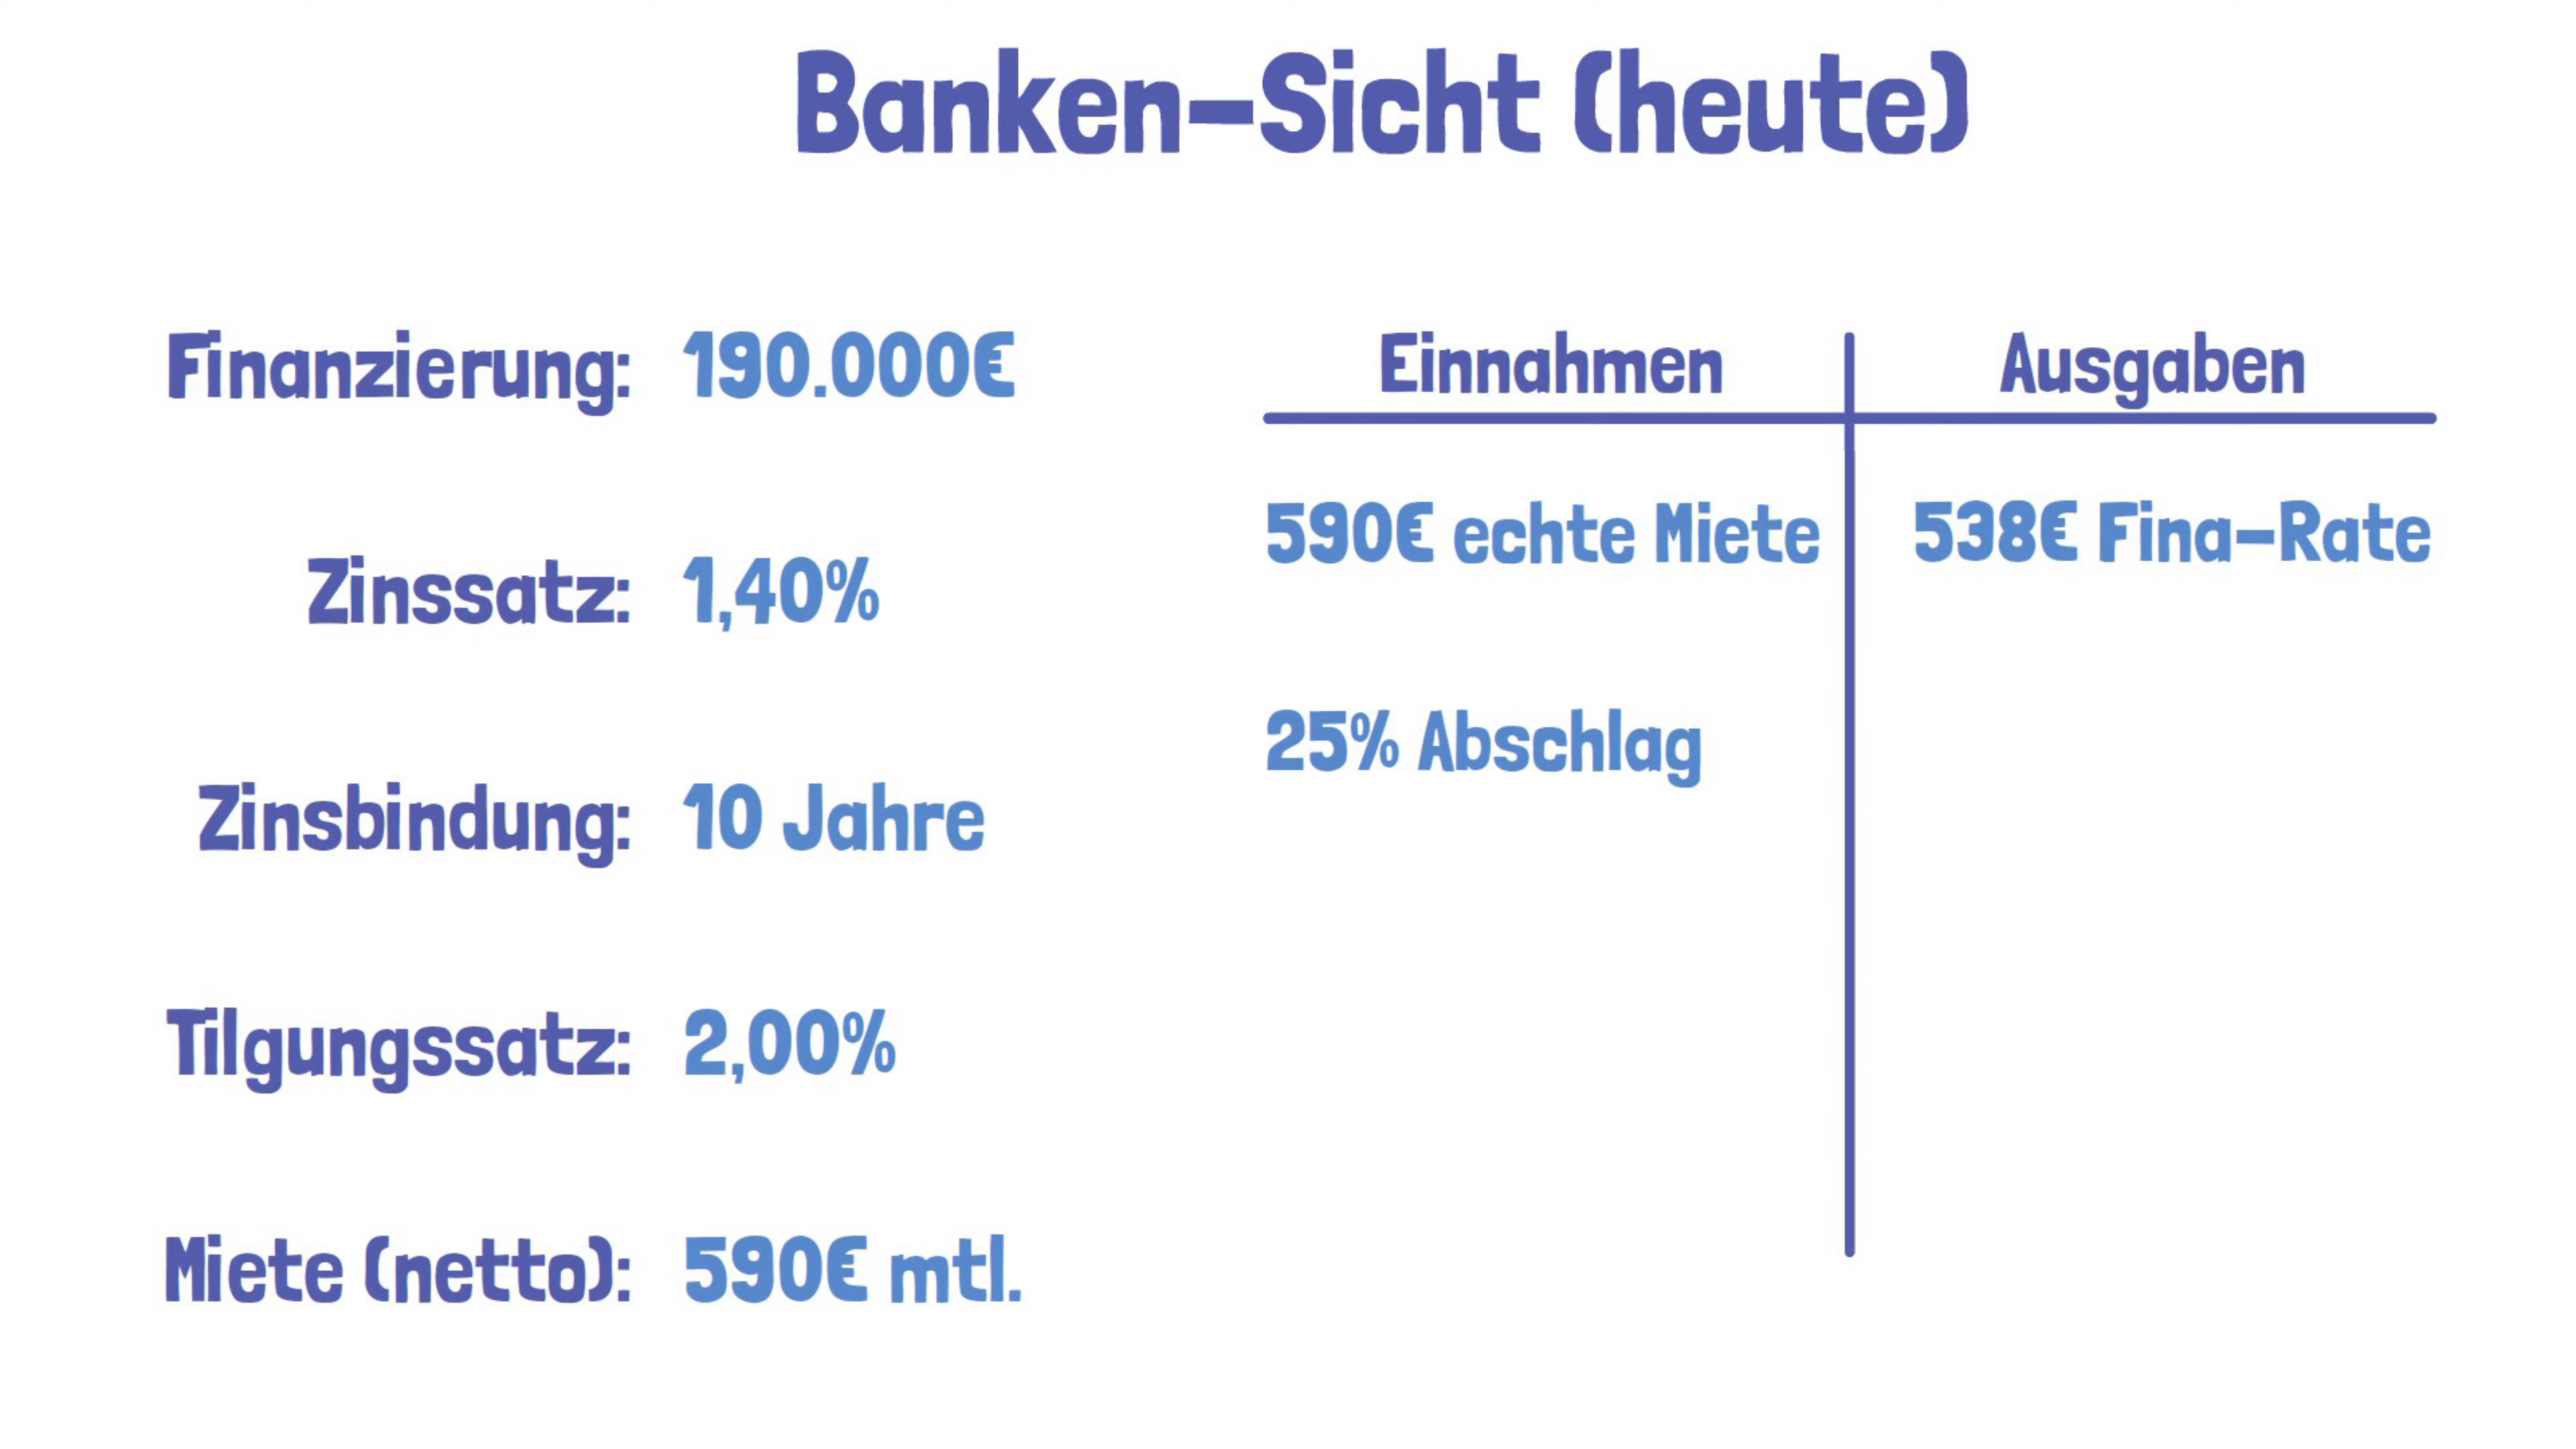 Banken-Sicht (heute)
Finanzierung: 190.000€
Zinssatz: 1,40%
Zinsbindung: 10 Jahre
Tilgungssatz: 2,00%
Miete (netto): 590€ mtl.
Einnahmen Ausgaben
590€ echte Miete 538€ Fina-Rate
25% Abschlag